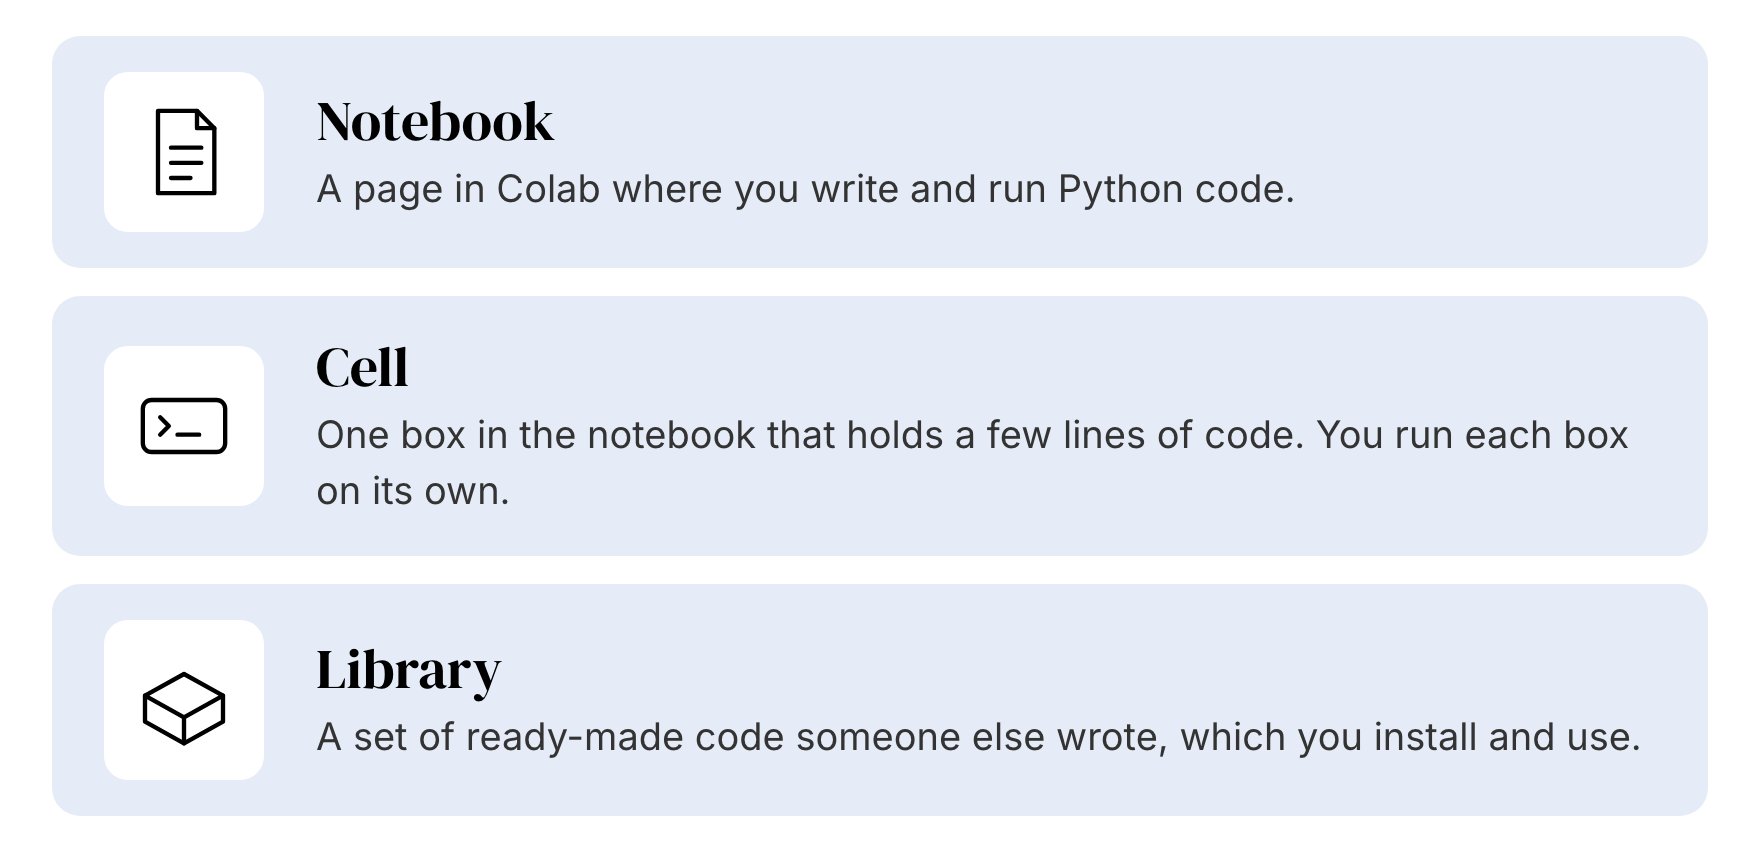 Notebook
A page in Colab where you write and run Python code.
Cell
One box in the notebook that holds a few lines of code. You run each box
on its own.
Library
A set of ready-made code someone else wrote, which you install and use.